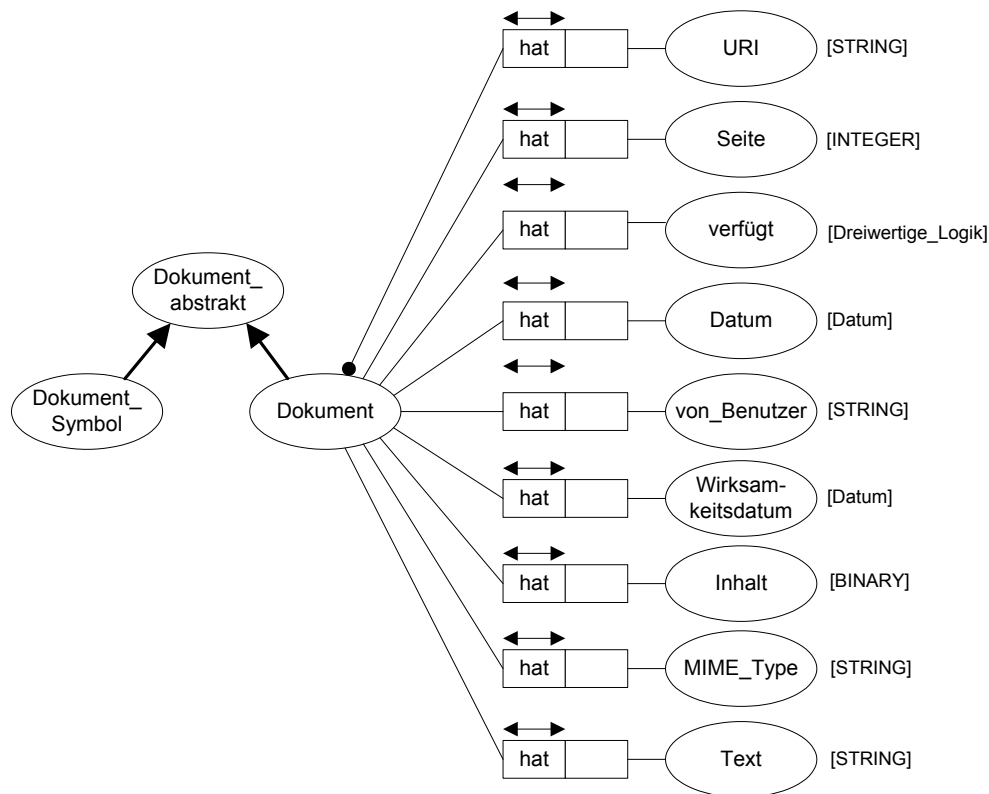 hat URI [STRING]
hat Seite [INTEGER]
hat verfügt [Dreiwertige_Logik]
Dokument_
abstrakt
hat Datum [Datum]
Dokument_
Symbol
Dokument
hat von_Benutzer [STRING]
hat Wirksam-
keitsdatum [Datum]
hat Inhalt [BINARY]
hat MIME_Type [STRING]
hat Text [STRING]